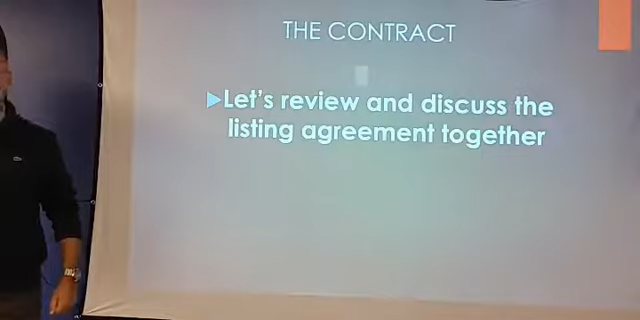 THE CONTRACT
Let's review and discuss the
listing agreement together